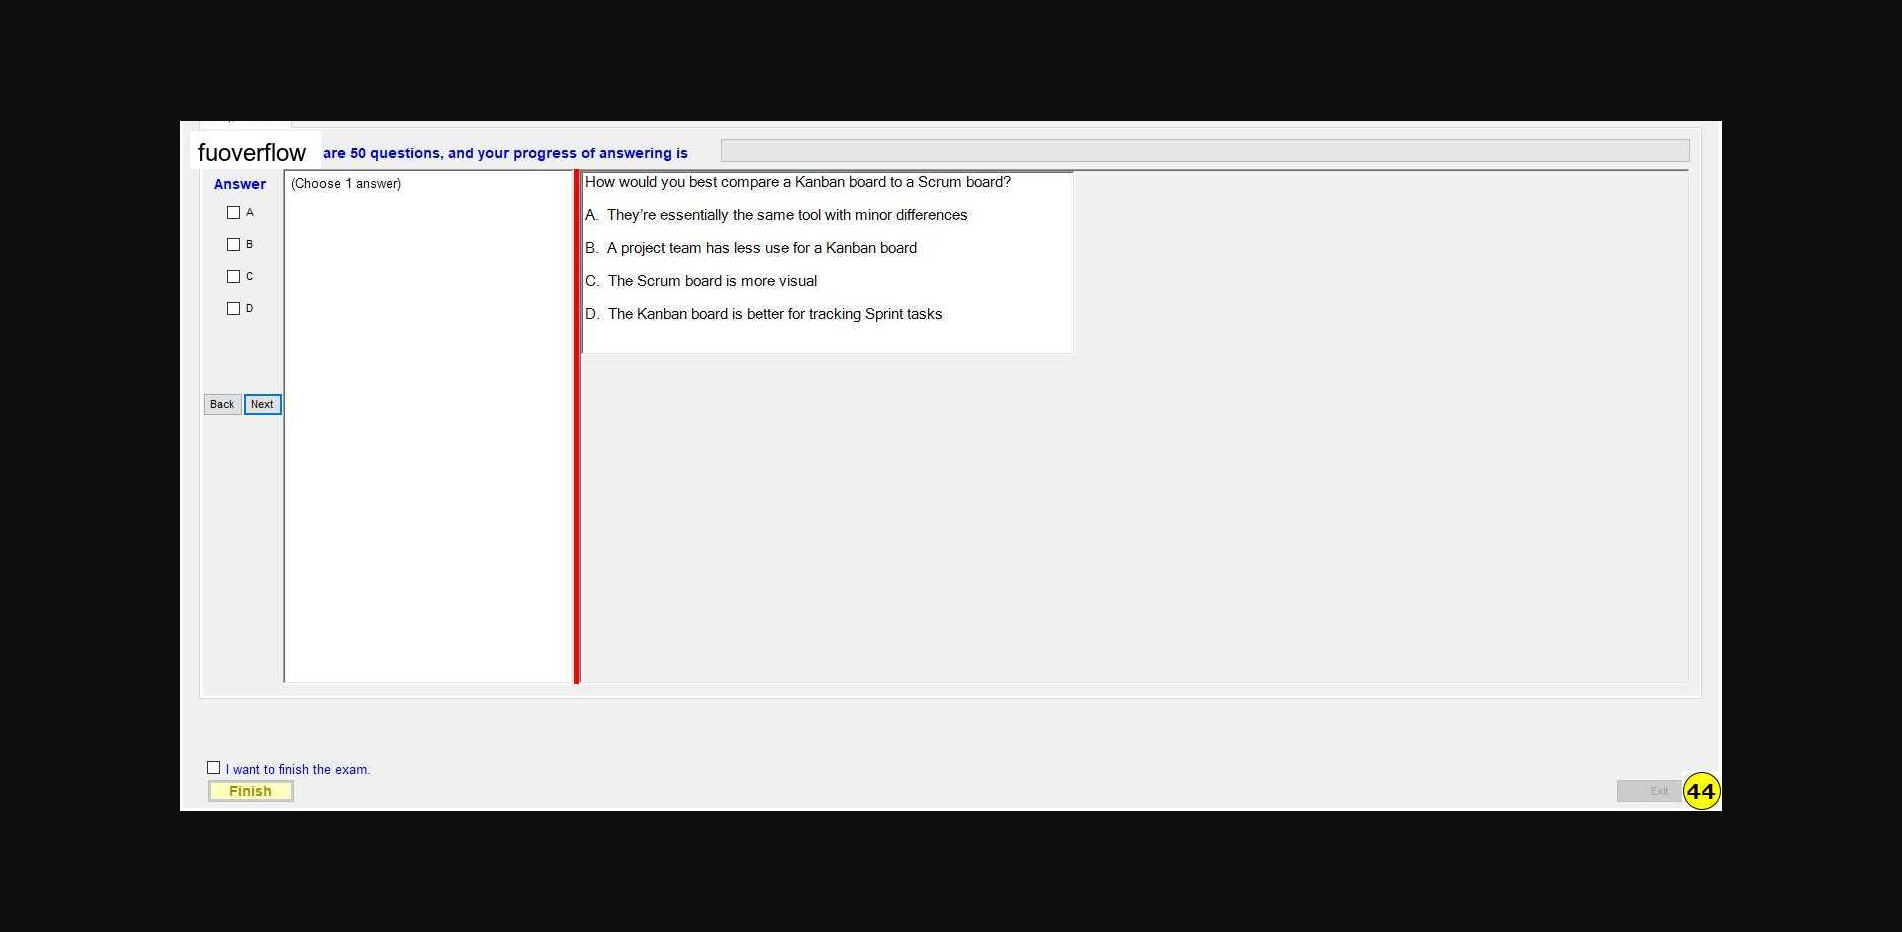 fuoverflow are 50 questions, and your progress of answering is
Answer
(Choose 1 answer)
A
B
C
D
Back Next
How would you best compare a Kanban board to a Scrum board?
A. They're essentially the same tool with minor differences
B. A project team has less use for a Kanban board
C. The Scrum board is more visual
D. The Kanban board is better for tracking Sprint tasks
I want to finish the exam.
Finish
Exit
44